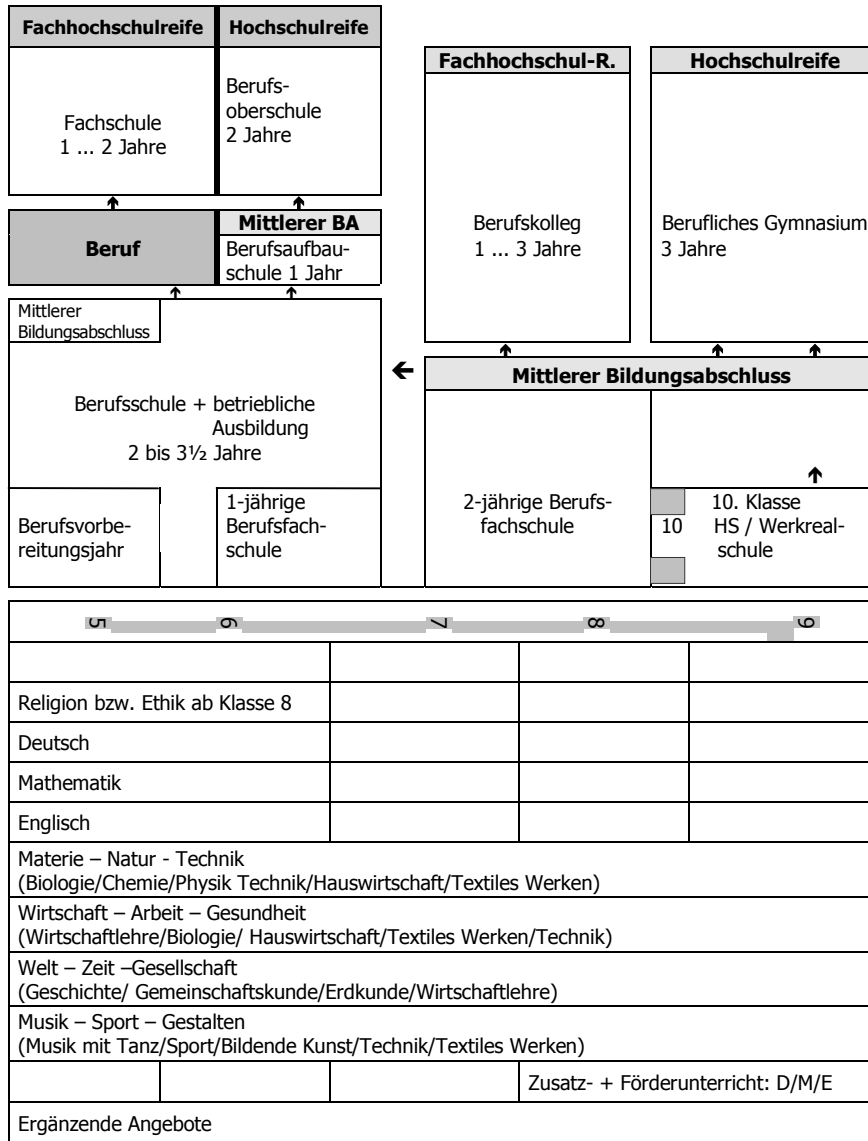 Fachhochschulreife
Hochschulreife
Fachschule
1 ... 2 Jahre
Berufs-
oberschule
2 Jahre
Fachhochschul-R.
Hochschulreife
Beruf
Mittlerer BA
Berufsaufbau-
schule 1 Jahr
Berufskolleg
1 ... 3 Jahre
Berufliches Gymnasium
3 Jahre
Mittlerer
Bildungsabschluss
Berufsschule + betriebliche
Ausbildung
2 bis 3½ Jahre
Mittlerer Bildungsabschluss
Berufsvorbe-
reitungsjahr
1-jährige
Berufsfach-
schule
2-jährige Berufs-
fachschule
10
10. Klasse
HS / Werkreal-
schule
5 6 7 8 9
Religion bzw. Ethik ab Klasse 8
Deutsch
Mathematik
Englisch
Materie – Natur - Technik
(Biologie/Chemie/Physik Technik/Hauswirtschaft/Textiles Werken)
Wirtschaft – Arbeit – Gesundheit
(Wirtschaftlehre/Biologie/ Hauswirtschaft/Textiles Werken/Technik)
Welt – Zeit –Gesellschaft
(Geschichte/ Gemeinschaftskunde/Erdkunde/Wirtschaftlehre)
Musik – Sport – Gestalten
(Musik mit Tanz/Sport/Bildende Kunst/Technik/Textiles Werken)
Zusatz- + Förderunterricht: D/M/E
Ergänzende Angebote